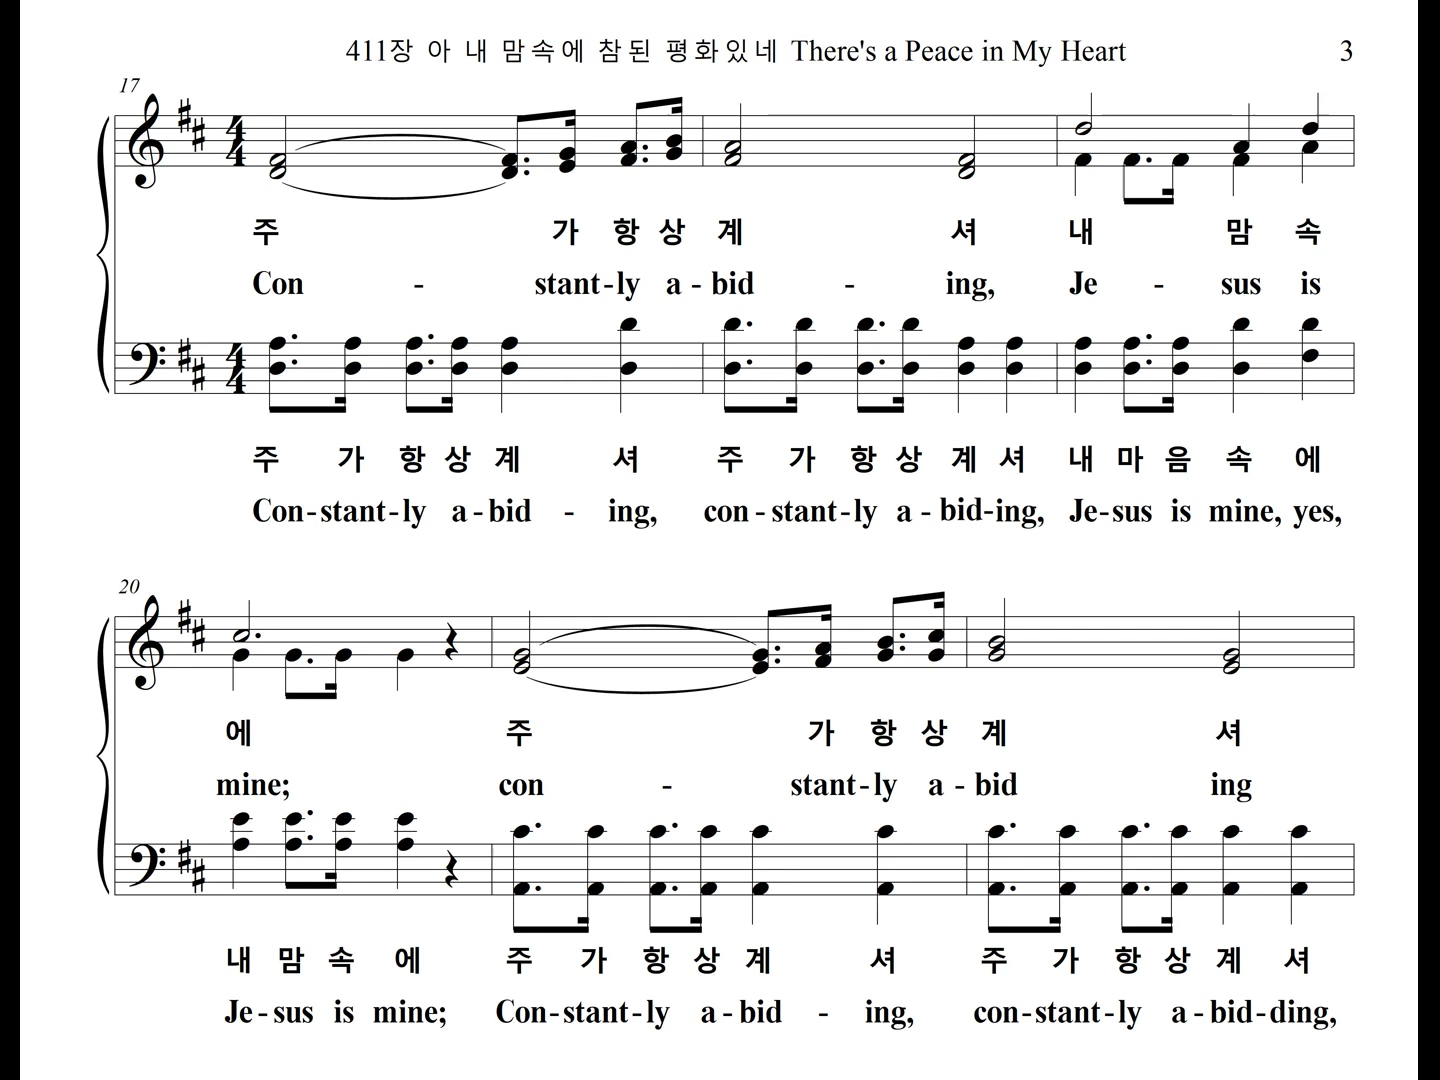 411장 아 내 맘속에 참된 평화있네 There's a Peace in My Heart 3
17
주 가 항 상 계 셔 내 맘 속
Con - stant-ly a - bid - ing, Je - sus is
주 가 항 상 계 셔 주 가 항 상 계 셔 내 마 음 속 에
Con-stant-ly a-bid - ing, con-stant-ly a-bid-ing, Je-sus is mine, yes,
20
에 주 가 항 상 계 셔
mine; con - stant-ly a-bid ing
내 맘 속 에 주 가 항 상 계 셔 주 가 항 상 계 셔
Je-sus is mine; Con-stant-ly a-bid - ing, con-stant-ly a-bid-ding,